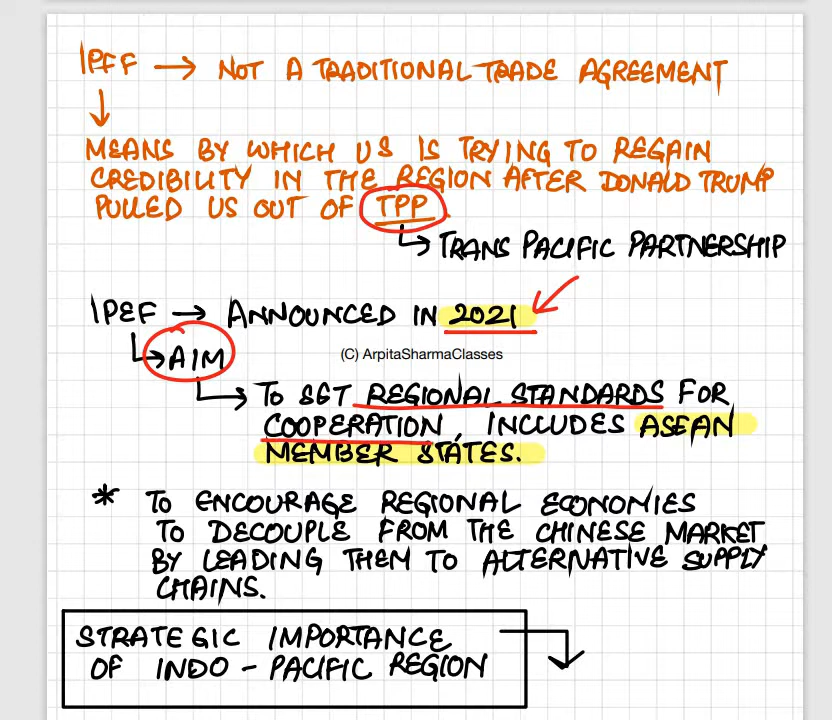 IPEF → NOT A TRADITIONAL TRADE AGREEMENT
↓
MEANS BY WHICH US IS TRYING TO REGAIN
CREDIBILITY IN THE REGION AFTER DONALD TRUMP
PULLED US OUT OF TPP.
↳ TRANS PACIFIC PARTNERSHIP
IPEF → ANNOUNCED IN 2021
↳ AIM
(C) ArpitaSharmaClasses
↳ TO SET REGIONAL STANDARDS FOR
COOPERATION, INCLUDES ASEAN
MEMBER STATES.
* TO ENCOURAGE REGIONAL ECONOMIES
TO DECOUPLE FROM THE CHINESE MARKET
BY LEADING THEM TO ALTERNATIVE SUPPLY
CHAINS.
STRATEGIC IMPORTANCE
OF INDO - PACIFIC REGION